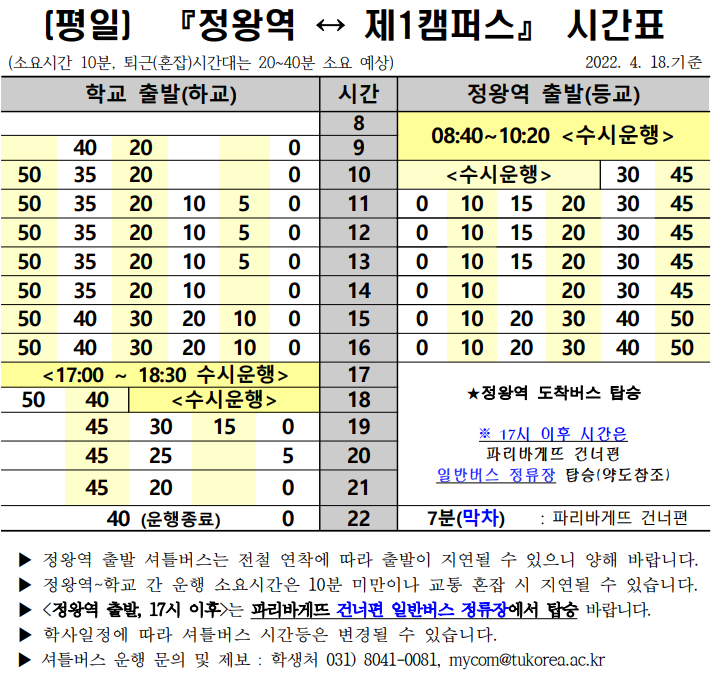 (평일) 『정왕역 ↔ 제1캠퍼스』 시간표
(소요시간 10분, 퇴근(혼잡)시간대는 20~40분 소요 예상) 2022. 4. 18.기준
학교 출발(하교) 시간 정왕역 출발(등교)
8 08:40~10:20 <수시운행>
40 20 0 9
50 35 20 0 10 <수시운행> 30 45
50 35 20 10 5 0 11 0 10 15 20 30 45
50 35 20 10 5 0 12 0 10 15 20 30 45
50 35 20 10 5 0 13 0 10 15 20 30 45
50 35 20 10 0 14 0 10 20 30 45
50 40 30 20 10 0 15 0 10 20 30 40 50
50 40 30 20 10 0 16 0 10 20 30 40 50
<17:00 ~ 18:30 수시운행> 17
50 40 <수시운행> 18
★정왕역 도착버스 탑승
45 30 15 0 19
※ 17시 이후 시간은
45 25 5 20
파리바게뜨 건너편
일반버스 정류장 탑승(약도참조)
45 20 0 21
40 (운행종료) 0 22 7분(막차) : 파리바게뜨 건너편
▶ 정왕역 출발 셔틀버스는 전철 연착에 따라 출발이 지연될 수 있으니 양해 바랍니다.
▶ 정왕역~학교 간 운행 소요시간은 10분 미만이나 교통 혼잡 시 지연될 수 있습니다.
▶ <정왕역 출발, 17시 이후>는 파리바게뜨 건너편 일반버스 정류장에서 탑승 바랍니다.
▶ 학사일정에 따라 셔틀버스 시간등은 변경될 수 있습니다.
▶ 셔틀버스 운행 문의 및 제보 : 학생처 031) 8041-0081, mycom@tukorea.ac.kr